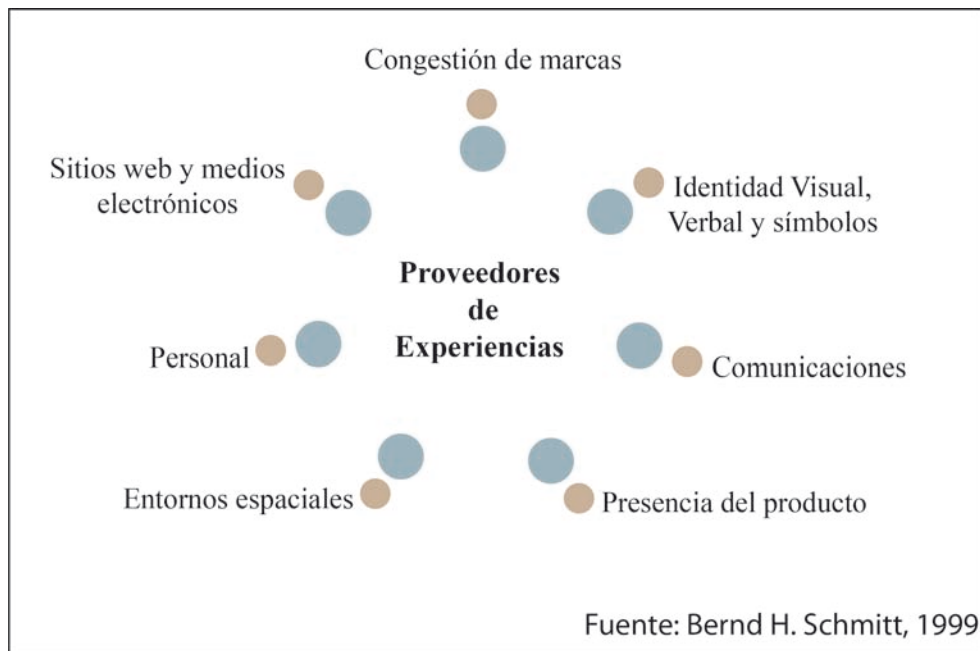 Congestión de marcas
Sitios web y medios
electrónicos
Identidad Visual,
Verbal y símbolos
Proveedores
de
Experiencias
Personal
Comunicaciones
Entornos espaciales
Presencia del producto
Fuente: Bernd H. Schmitt, 1999